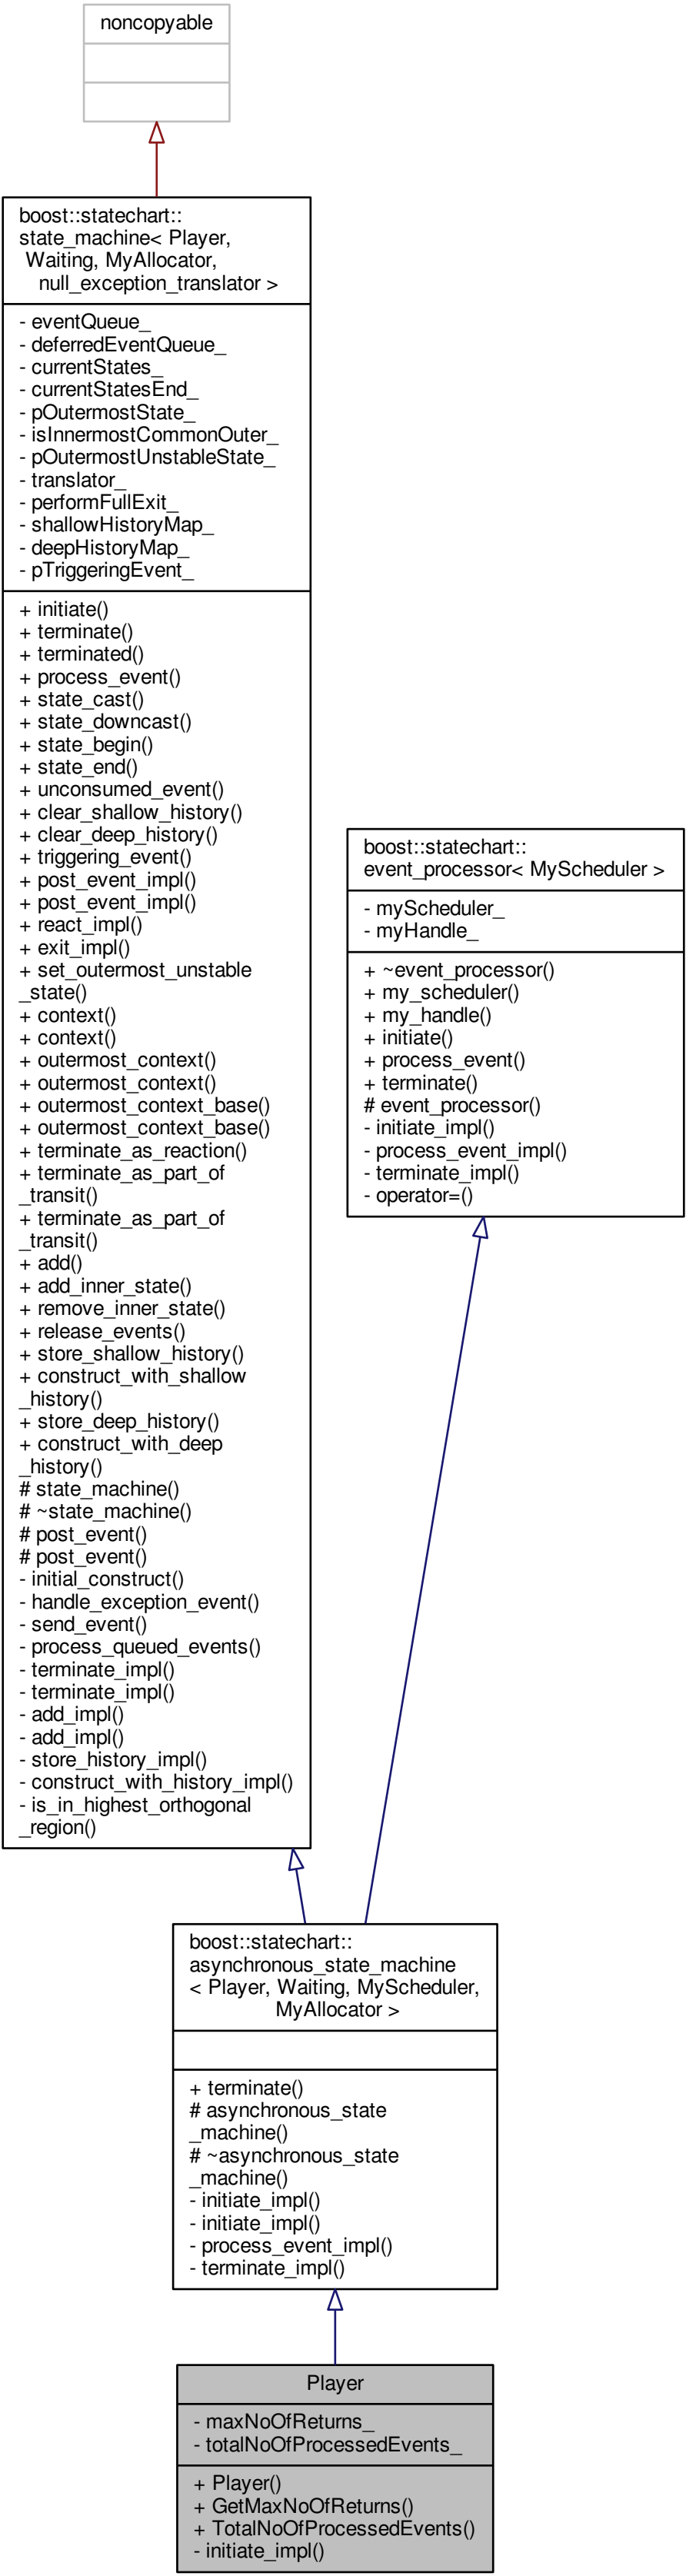 noncopyable
boost::statechart::
state_machine< Player,
Waiting, MyAllocator,
null_exception_translator >
- eventQueue_
- deferredEventQueue_
- currentStates_
- currentStatesEnd_
- pOutermostState_
- isInnermostCommonOuter_
- pOutermostUnstableState_
- translator_
- performFullExit_
- shallowHistoryMap_
- deepHistoryMap_
- pTriggeringEvent_
+ initiate()
+ terminate()
+ terminated()
+ process_event()
+ state_cast()
+ state_downcast()
+ state_begin()
+ state_end()
+ unconsumed_event()
+ clear_shallow_history()
+ clear_deep_history()
+ triggering_event()
+ post_event_impl()
+ post_event_impl()
+ react_impl()
+ exit_impl()
+ set_outermost_unstable
_state()
+ context()
+ context()
+ outermost_context()
+ outermost_context()
+ outermost_context_base()
+ outermost_context_base()
+ terminate_as_reaction()
+ terminate_as_part_of
_transit()
+ terminate_as_part_of
_transit()
+ add()
+ add_inner_state()
+ remove_inner_state()
+ release_events()
+ store_shallow_history()
+ construct_with_shallow
_history()
+ store_deep_history()
+ construct_with_deep
_history()
# state_machine()
# ~state_machine()
# post_event()
# post_event()
- initial_construct()
- handle_exception_event()
- send_event()
- process_queued_events()
- terminate_impl()
- terminate_impl()
- add_impl()
- add_impl()
- store_history_impl()
- construct_with_history_impl()
- is_in_highest_orthogonal
_region()
boost::statechart::
event_processor< MyScheduler >
- myScheduler_
- myHandle_
+ ~event_processor()
+ my_scheduler()
+ my_handle()
+ initiate()
+ process_event()
+ terminate()
# event_processor()
- initiate_impl()
- process_event_impl()
- terminate_impl()
- operator=()
boost::statechart::
asynchronous_state_machine
< Player, Waiting, MyScheduler,
MyAllocator >
+ terminate()
# asynchronous_state
_machine()
# ~asynchronous_state
_machine()
- initiate_impl()
- initiate_impl()
- process_event_impl()
- terminate_impl()
Player
- maxNoOfReturns_
- totalNoOfProcessedEvents_
+ Player()
+ GetMaxNoOfReturns()
+ TotalNoOfProcessedEvents()
- initiate_impl()